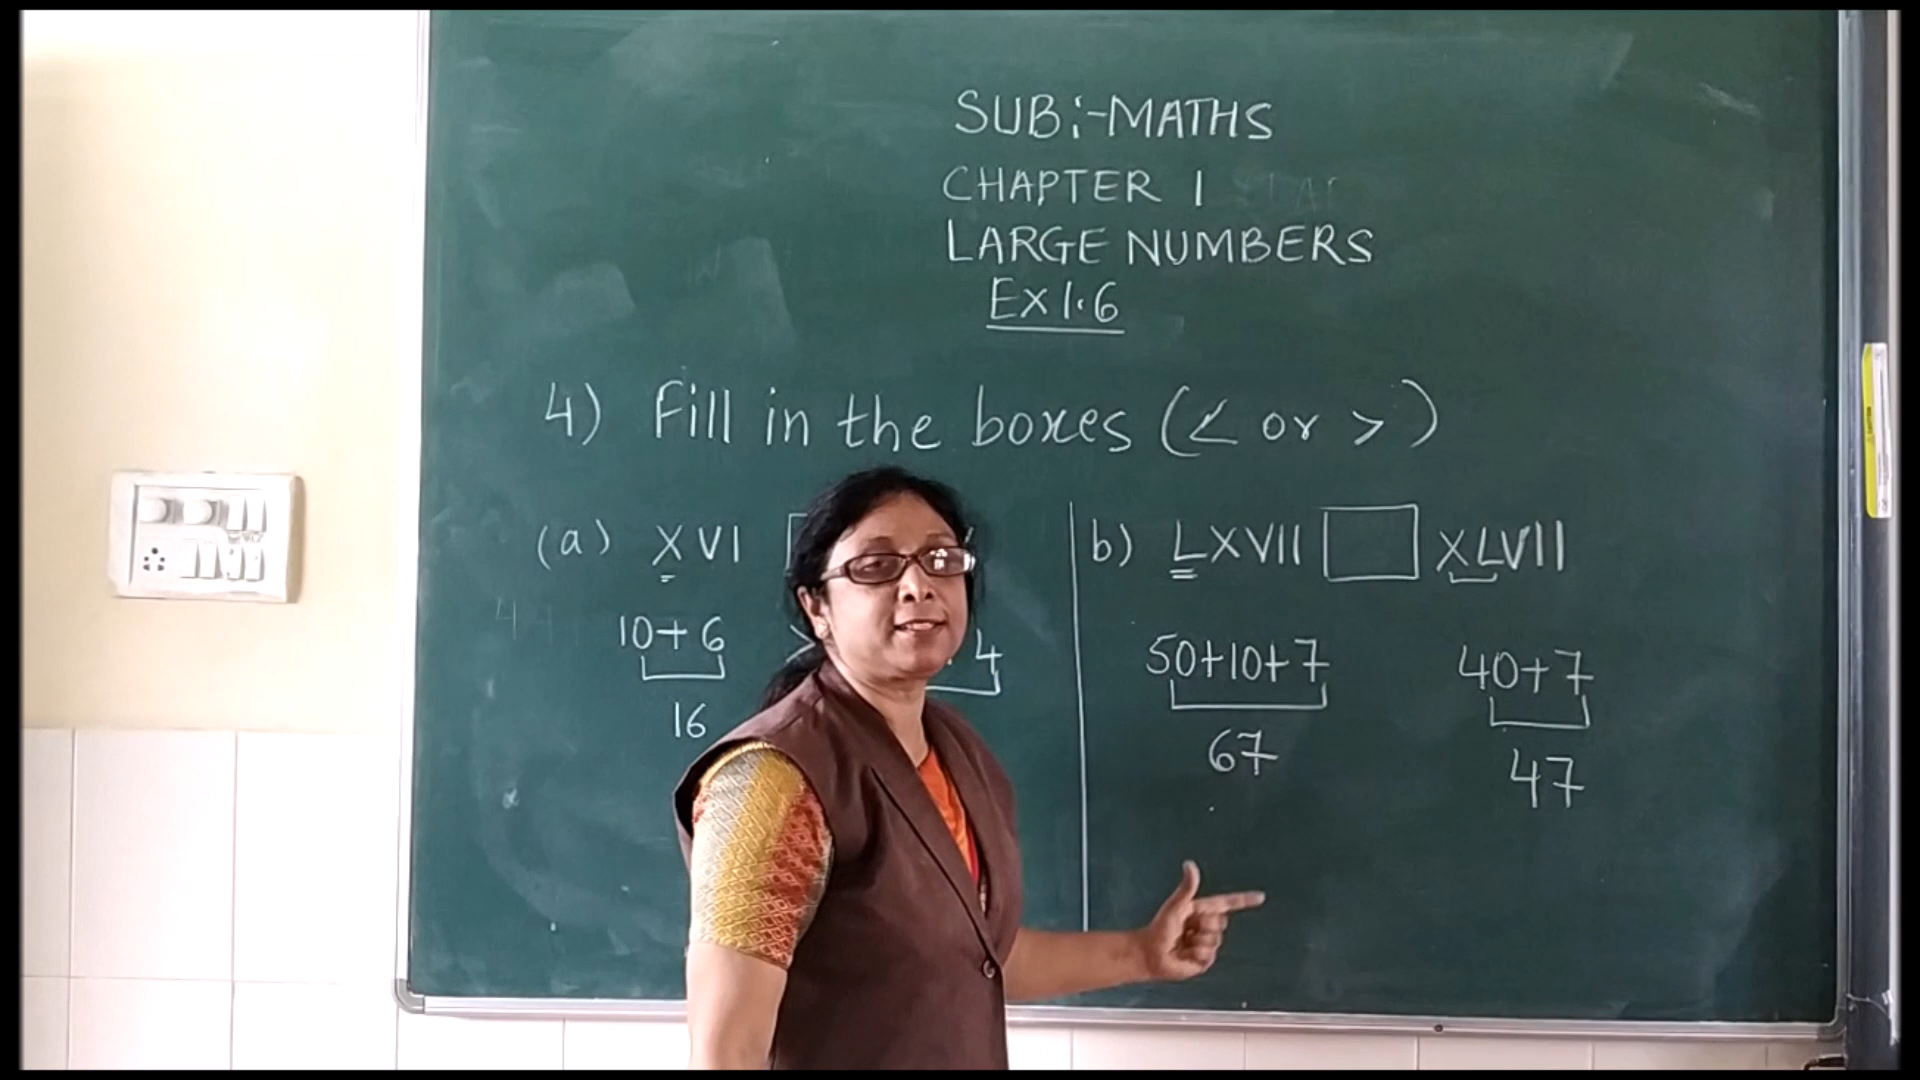 SUB:-MATHS
CHAPTER 1
LARGE NUMBERS
Ex 1.6
4) Fill in the boxes (< or >)
(a) XVI
10+6 > 4
16
b) LXVII XLVII
50+10+7 40+7
67 47